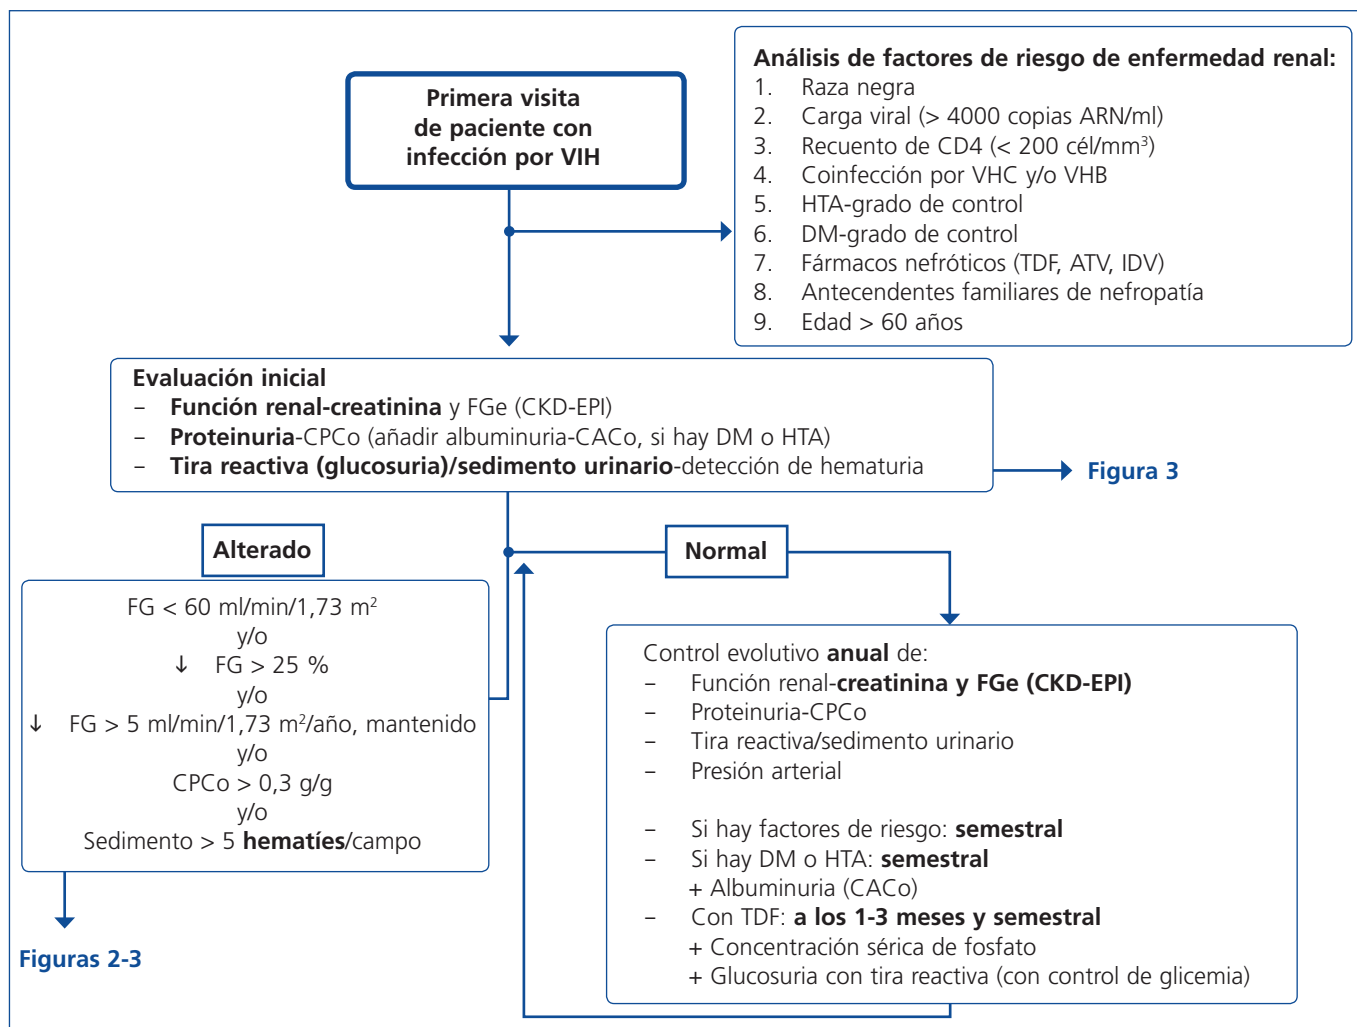 Primera visita
de paciente con
infección por VIH
Análisis de factores de riesgo de enfermedad renal:
1. Raza negra
2. Carga viral (> 4000 copias ARN/ml)
3. Recuento de CD4 (< 200 cél/mm³)
4. Coinfección por VHC y/o VHB
5. HTA-grado de control
6. DM-grado de control
7. Fármacos nefróticos (TDF, ATV, IDV)
8. Antecendentes familiares de nefropatía
9. Edad > 60 años
Evaluación inicial
– Función renal-creatinina y FGe (CKD-EPI)
– Proteinuria-CPCo (añadir albuminuria-CACo, si hay DM o HTA)
– Tira reactiva (glucosuria)/sedimento urinario-detección de hematuria
Figura 3
Alterado
FG < 60 ml/min/1,73 m²
y/o
↓ FG > 25 %
y/o
↓ FG > 5 ml/min/1,73 m²/año, mantenido
y/o
CPCo > 0,3 g/g
y/o
Sedimento > 5 hematíes/campo
Figuras 2-3
Normal
Control evolutivo anual de:
– Función renal-creatinina y FGe (CKD-EPI)
– Proteinuria-CPCo
– Tira reactiva/sedimento urinario
– Presión arterial
– Si hay factores de riesgo: semestral
– Si hay DM o HTA: semestral
+ Albuminuria (CACo)
– Con TDF: a los 1-3 meses y semestral
+ Concentración sérica de fosfato
+ Glucosuria con tira reactiva (con control de glicemia)